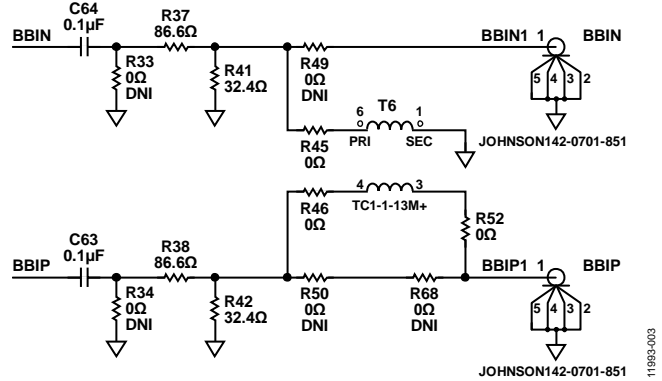 C64
0.1µF
R37
86.6Ω
BBIN
BBIN1 1
BBIN
R33
0Ω
DNI
R41
32.4Ω
R49
0Ω
DNI
5 4 3 2
T6
6 1
PRI SEC
R45
0Ω
JOHNSON142-0701-851
4 3
R46
0Ω
TC1-1-13M+
R52
0Ω
C63
0.1µF
R38
86.6Ω
BBIP
BBIP1 1
BBIP
R34
0Ω
DNI
R42
32.4Ω
R50
0Ω
DNI
R68
0Ω
DNI
5 4 3 2
JOHNSON142-0701-851
11993-003